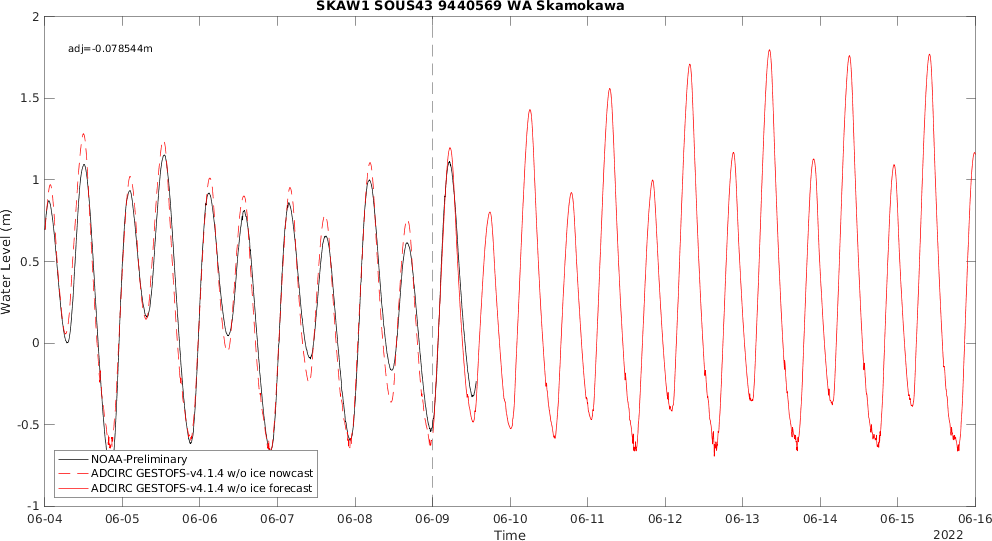 SKAW1 SOUS43 9440569 WA Skamokawa
2
adj=-0.078544m
1.5
1
0.5
0
-0.5
-1
Water Level (m)
NOAA-Preliminary
ADCIRC GESTOFS-v4.1.4 w/o ice nowcast
ADCIRC GESTOFS-v4.1.4 w/o ice forecast
06-04 06-05 06-06 06-07 06-08 06-09 06-10 06-11 06-12 06-13 06-14 06-15 06-16
Time
2022